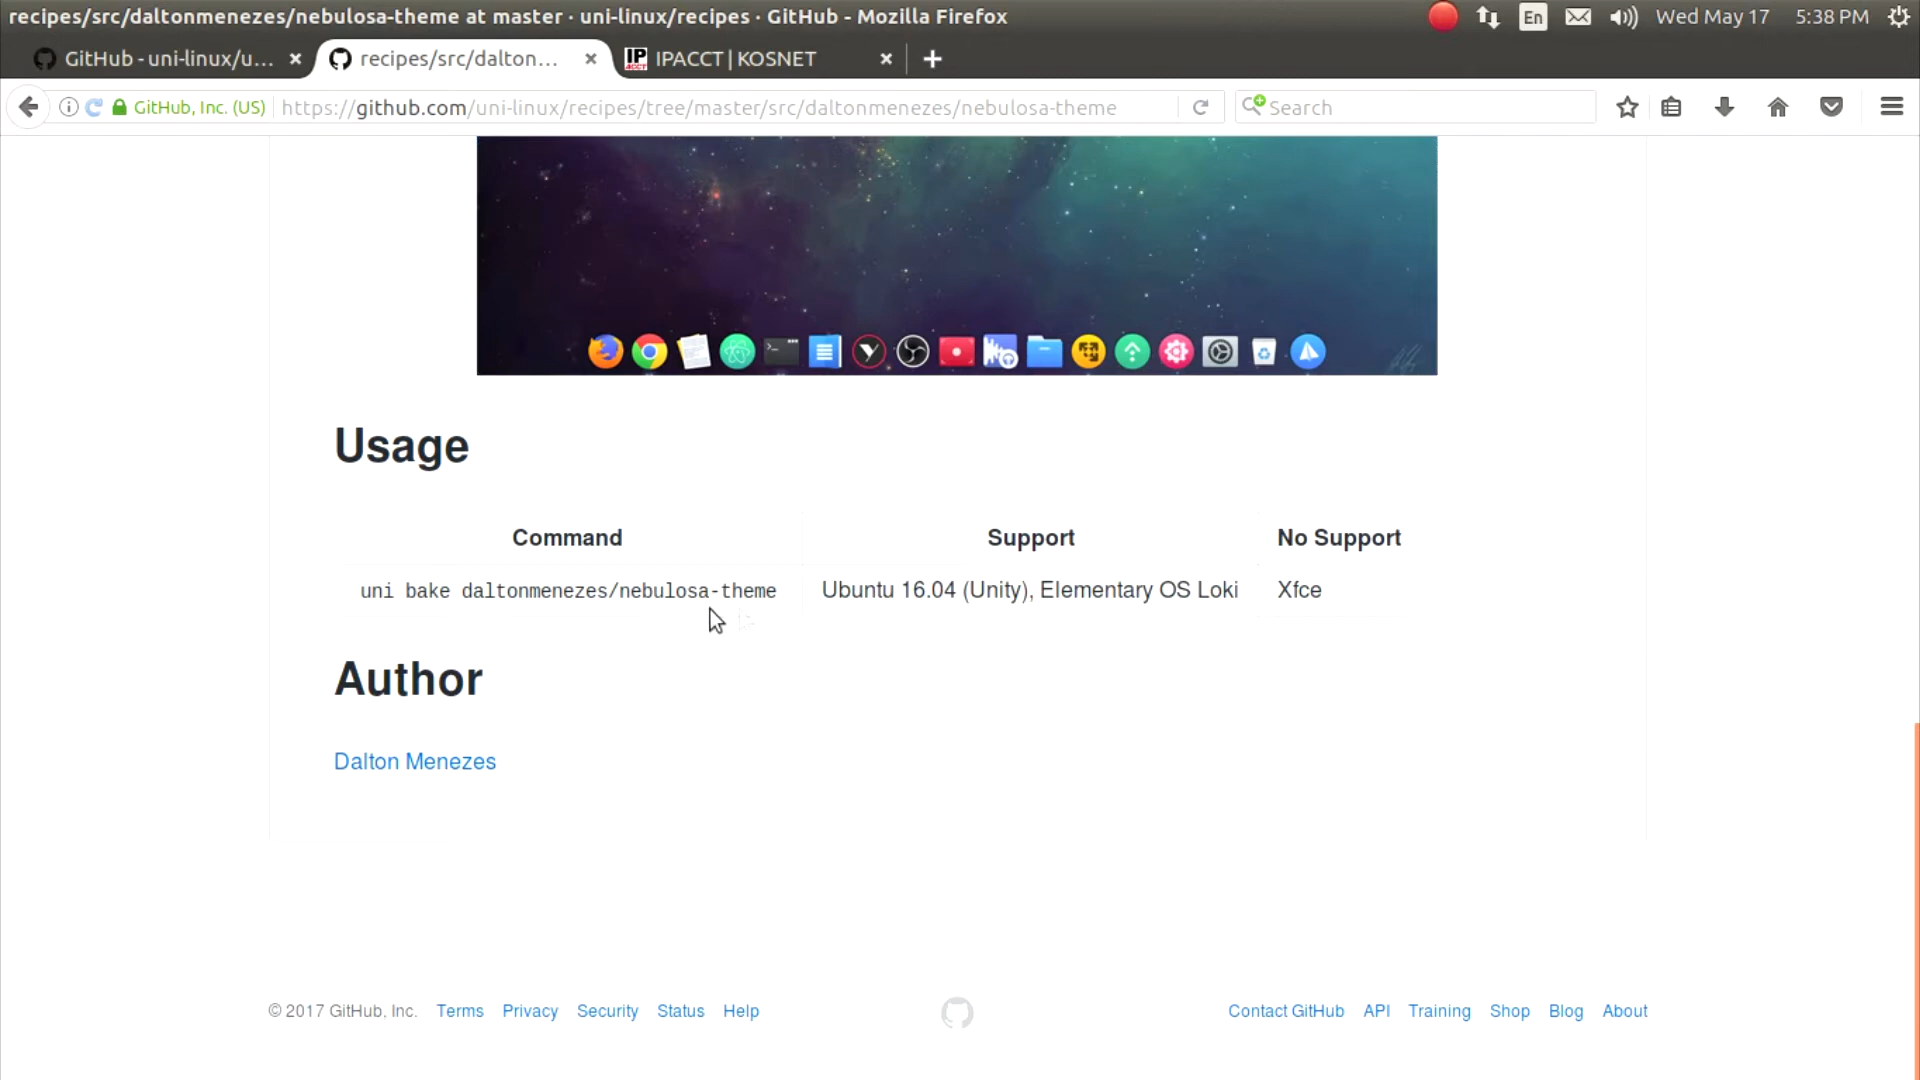 recipes/src/daltonmenezes/nebulosa-theme at master · uni-linux/recipes · GitHub - Mozilla Firefox
En
Wed May 17 5:38 PM
GitHub - uni-linux/u...
recipes/src/dalton...
IP
IPACCT | KOSNET
GitHub, Inc. (US)
https://github.com/uni-linux/recipes/tree/master/src/daltonmenezes/nebulosa-theme
Search
Usage
Command Support No Support
uni bake daltonmenezes/nebulosa-theme Ubuntu 16.04 (Unity), Elementary OS Loki Xfce
Author
Dalton Menezes
© 2017 GitHub, Inc. Terms Privacy Security Status Help Contact GitHub API Training Shop Blog About